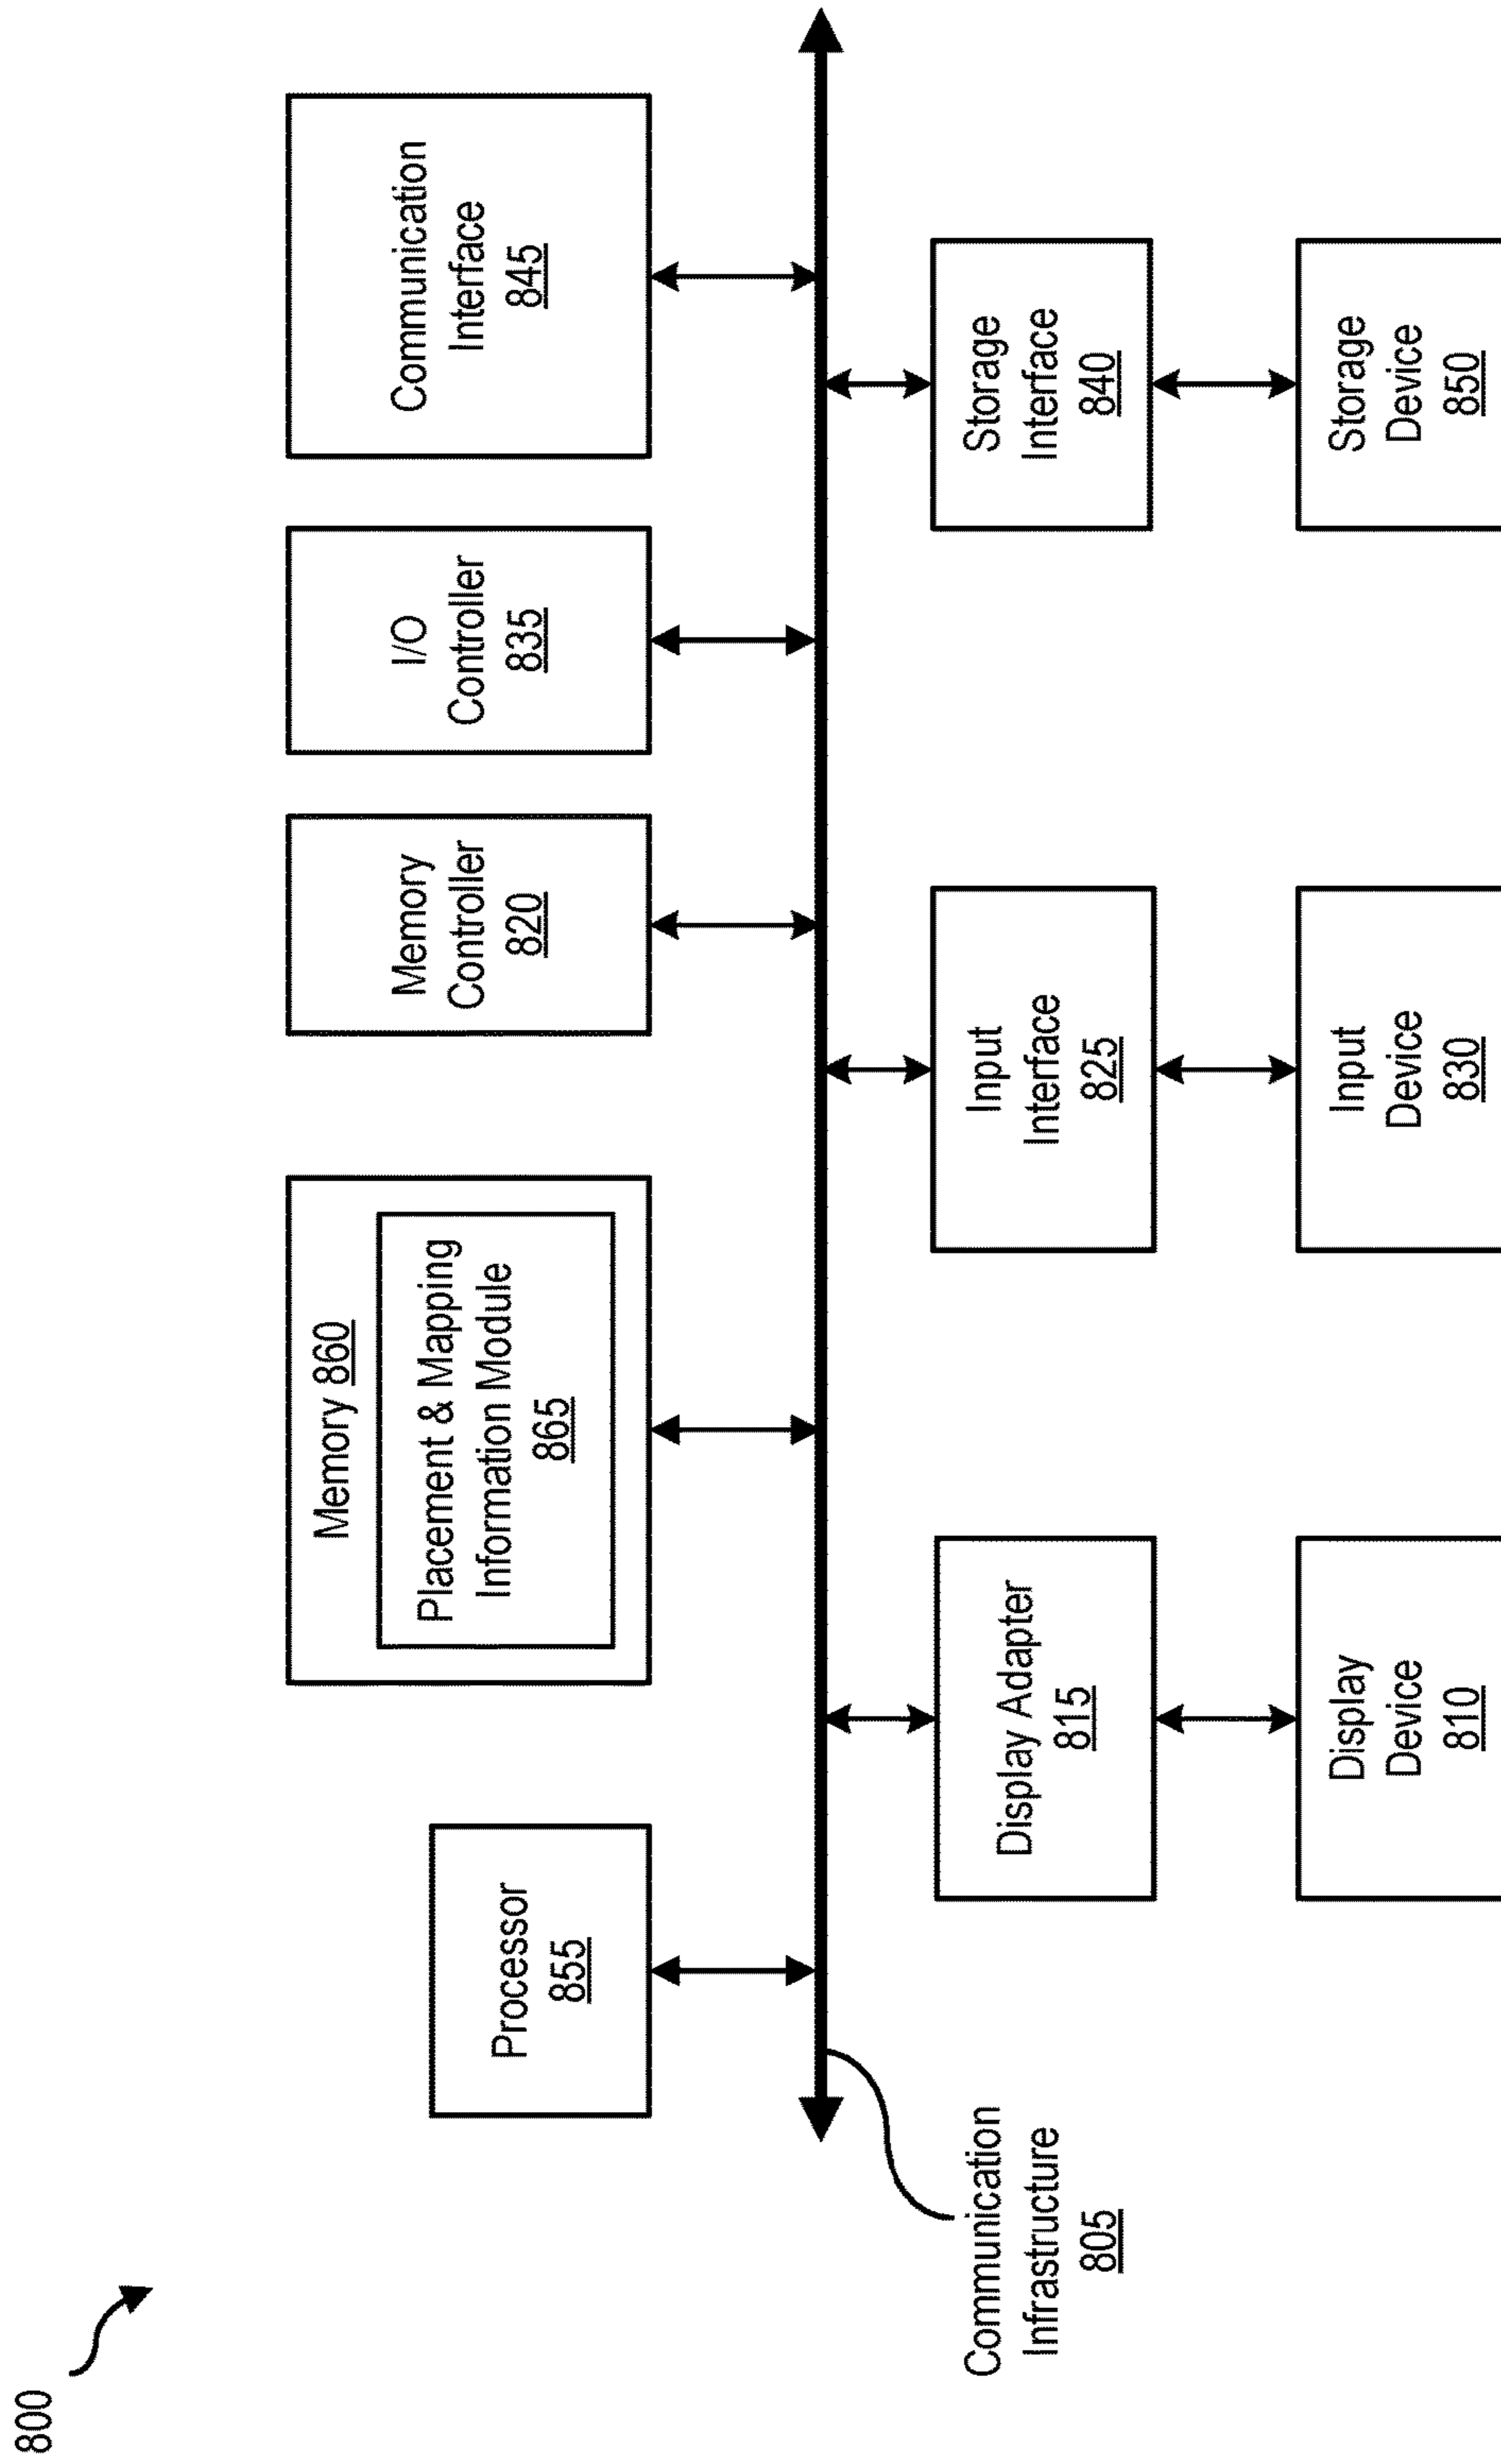 800
Processor
855
Memory 860
Placement & Mapping
Information Module
865
Memory
Controller
820
I/O
Controller
835
Communication
Interface
845
Communication
Infrastructure
805
Display Adapter
815
Input
Interface
825
Storage
Interface
840
Display
Device
810
Input
Device
830
Storage
Device
850